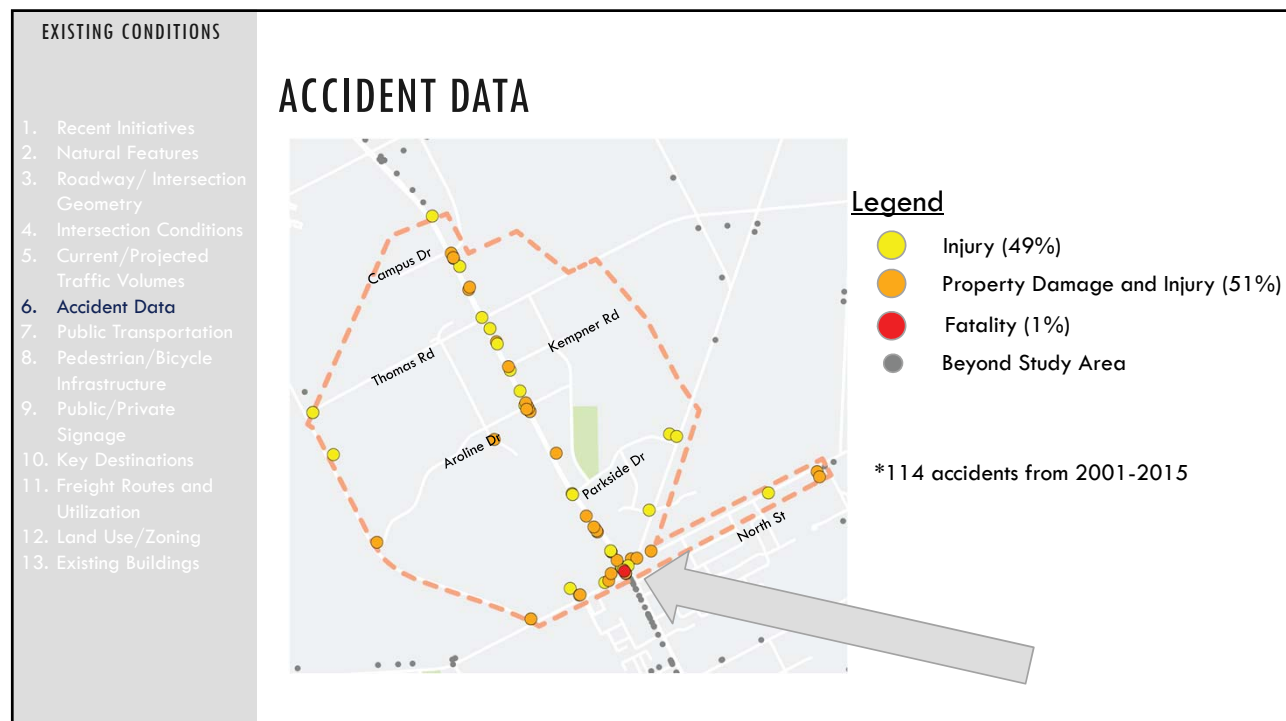 EXISTING CONDITIONS
1. Recent Initiatives
2. Natural Features
3. Roadway/ Intersection
Geometry
4. Intersection Conditions
5. Current/Projected
Traffic Volumes
6. Accident Data
7. Public Transportation
8. Pedestrian/Bicycle
Infrastructure
9. Public/Private
Signage
10. Key Destinations
11. Freight Routes and
Utilization
12. Land Use/Zoning
13. Existing Buildings
ACCIDENT DATA
Campus Dr
Kempner Rd
Thomas Rd
Aroline Dr
Parkside Dr
North St
Legend
Injury (49%)
Property Damage and Injury (51%)
Fatality (1%)
Beyond Study Area
*114 accidents from 2001-2015